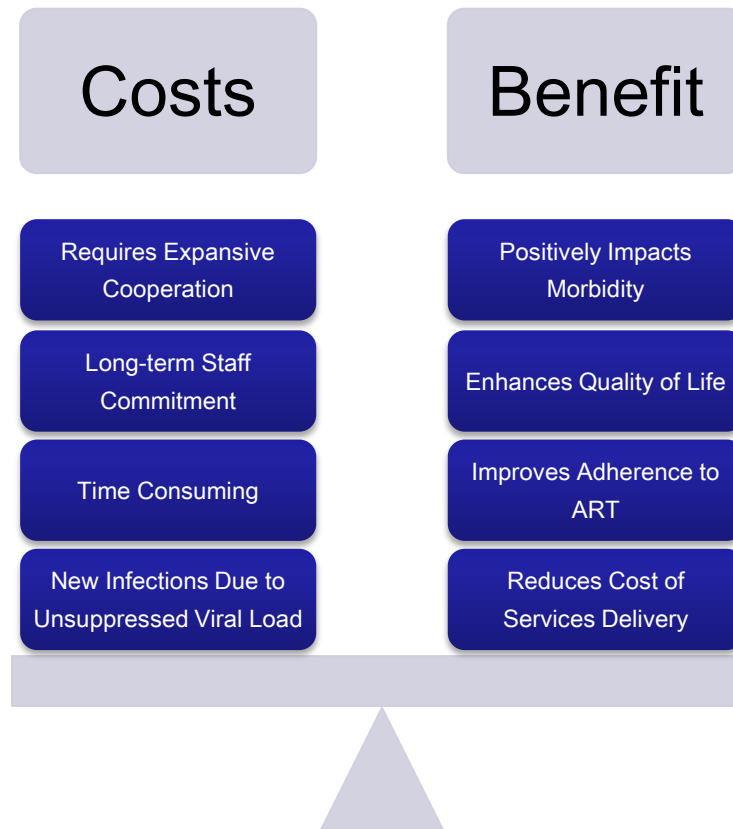 Costs
Requires Expansive
Cooperation
Long-term Staff
Commitment
Time Consuming
New Infections Due to
Unsuppressed Viral Load
Benefit
Positively Impacts
Morbidity
Enhances Quality of Life
Improves Adherence to
ART
Reduces Cost of
Services Delivery